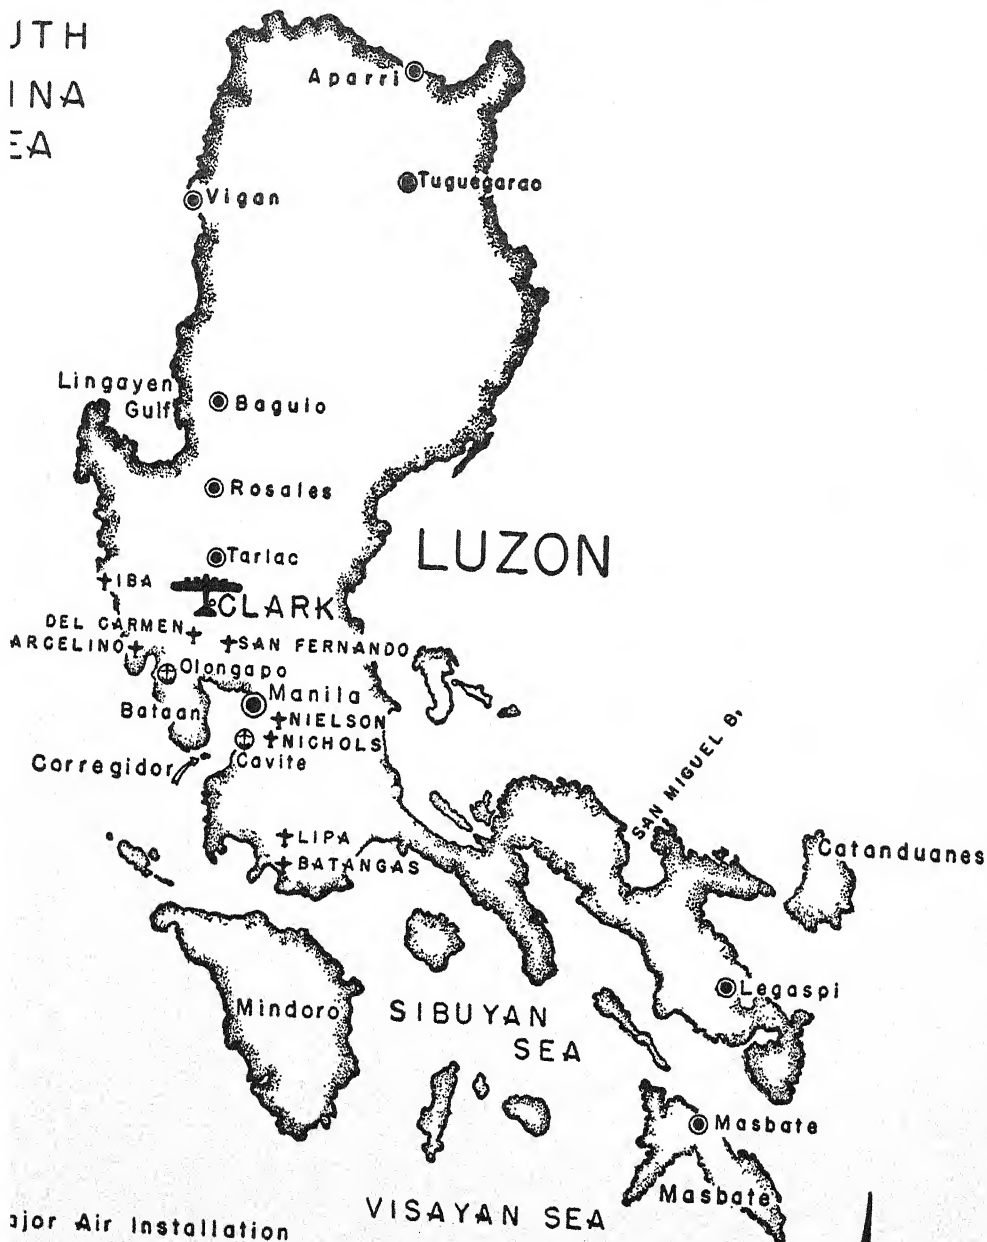 UTH
INA
EA
Aparri
Tuguegarao
Vigan
Lingayen
Gulf
Baguio
Rosales
LUZON
Tarlac
IBA
CLARK
DEL CARMEN
SAN FERNANDO
ARCELINO
Olongapo
Manila
Bataan
NIELSON
NICHOLS
Cavite
Corregidor
SAN MIGUEL B.
LIPA
BATANGAS
Catanduanes
Legaspi
Mindoro
SIBUYAN
SEA
Masbate
Masbate
VISAYAN SEA
ajor Air Installation